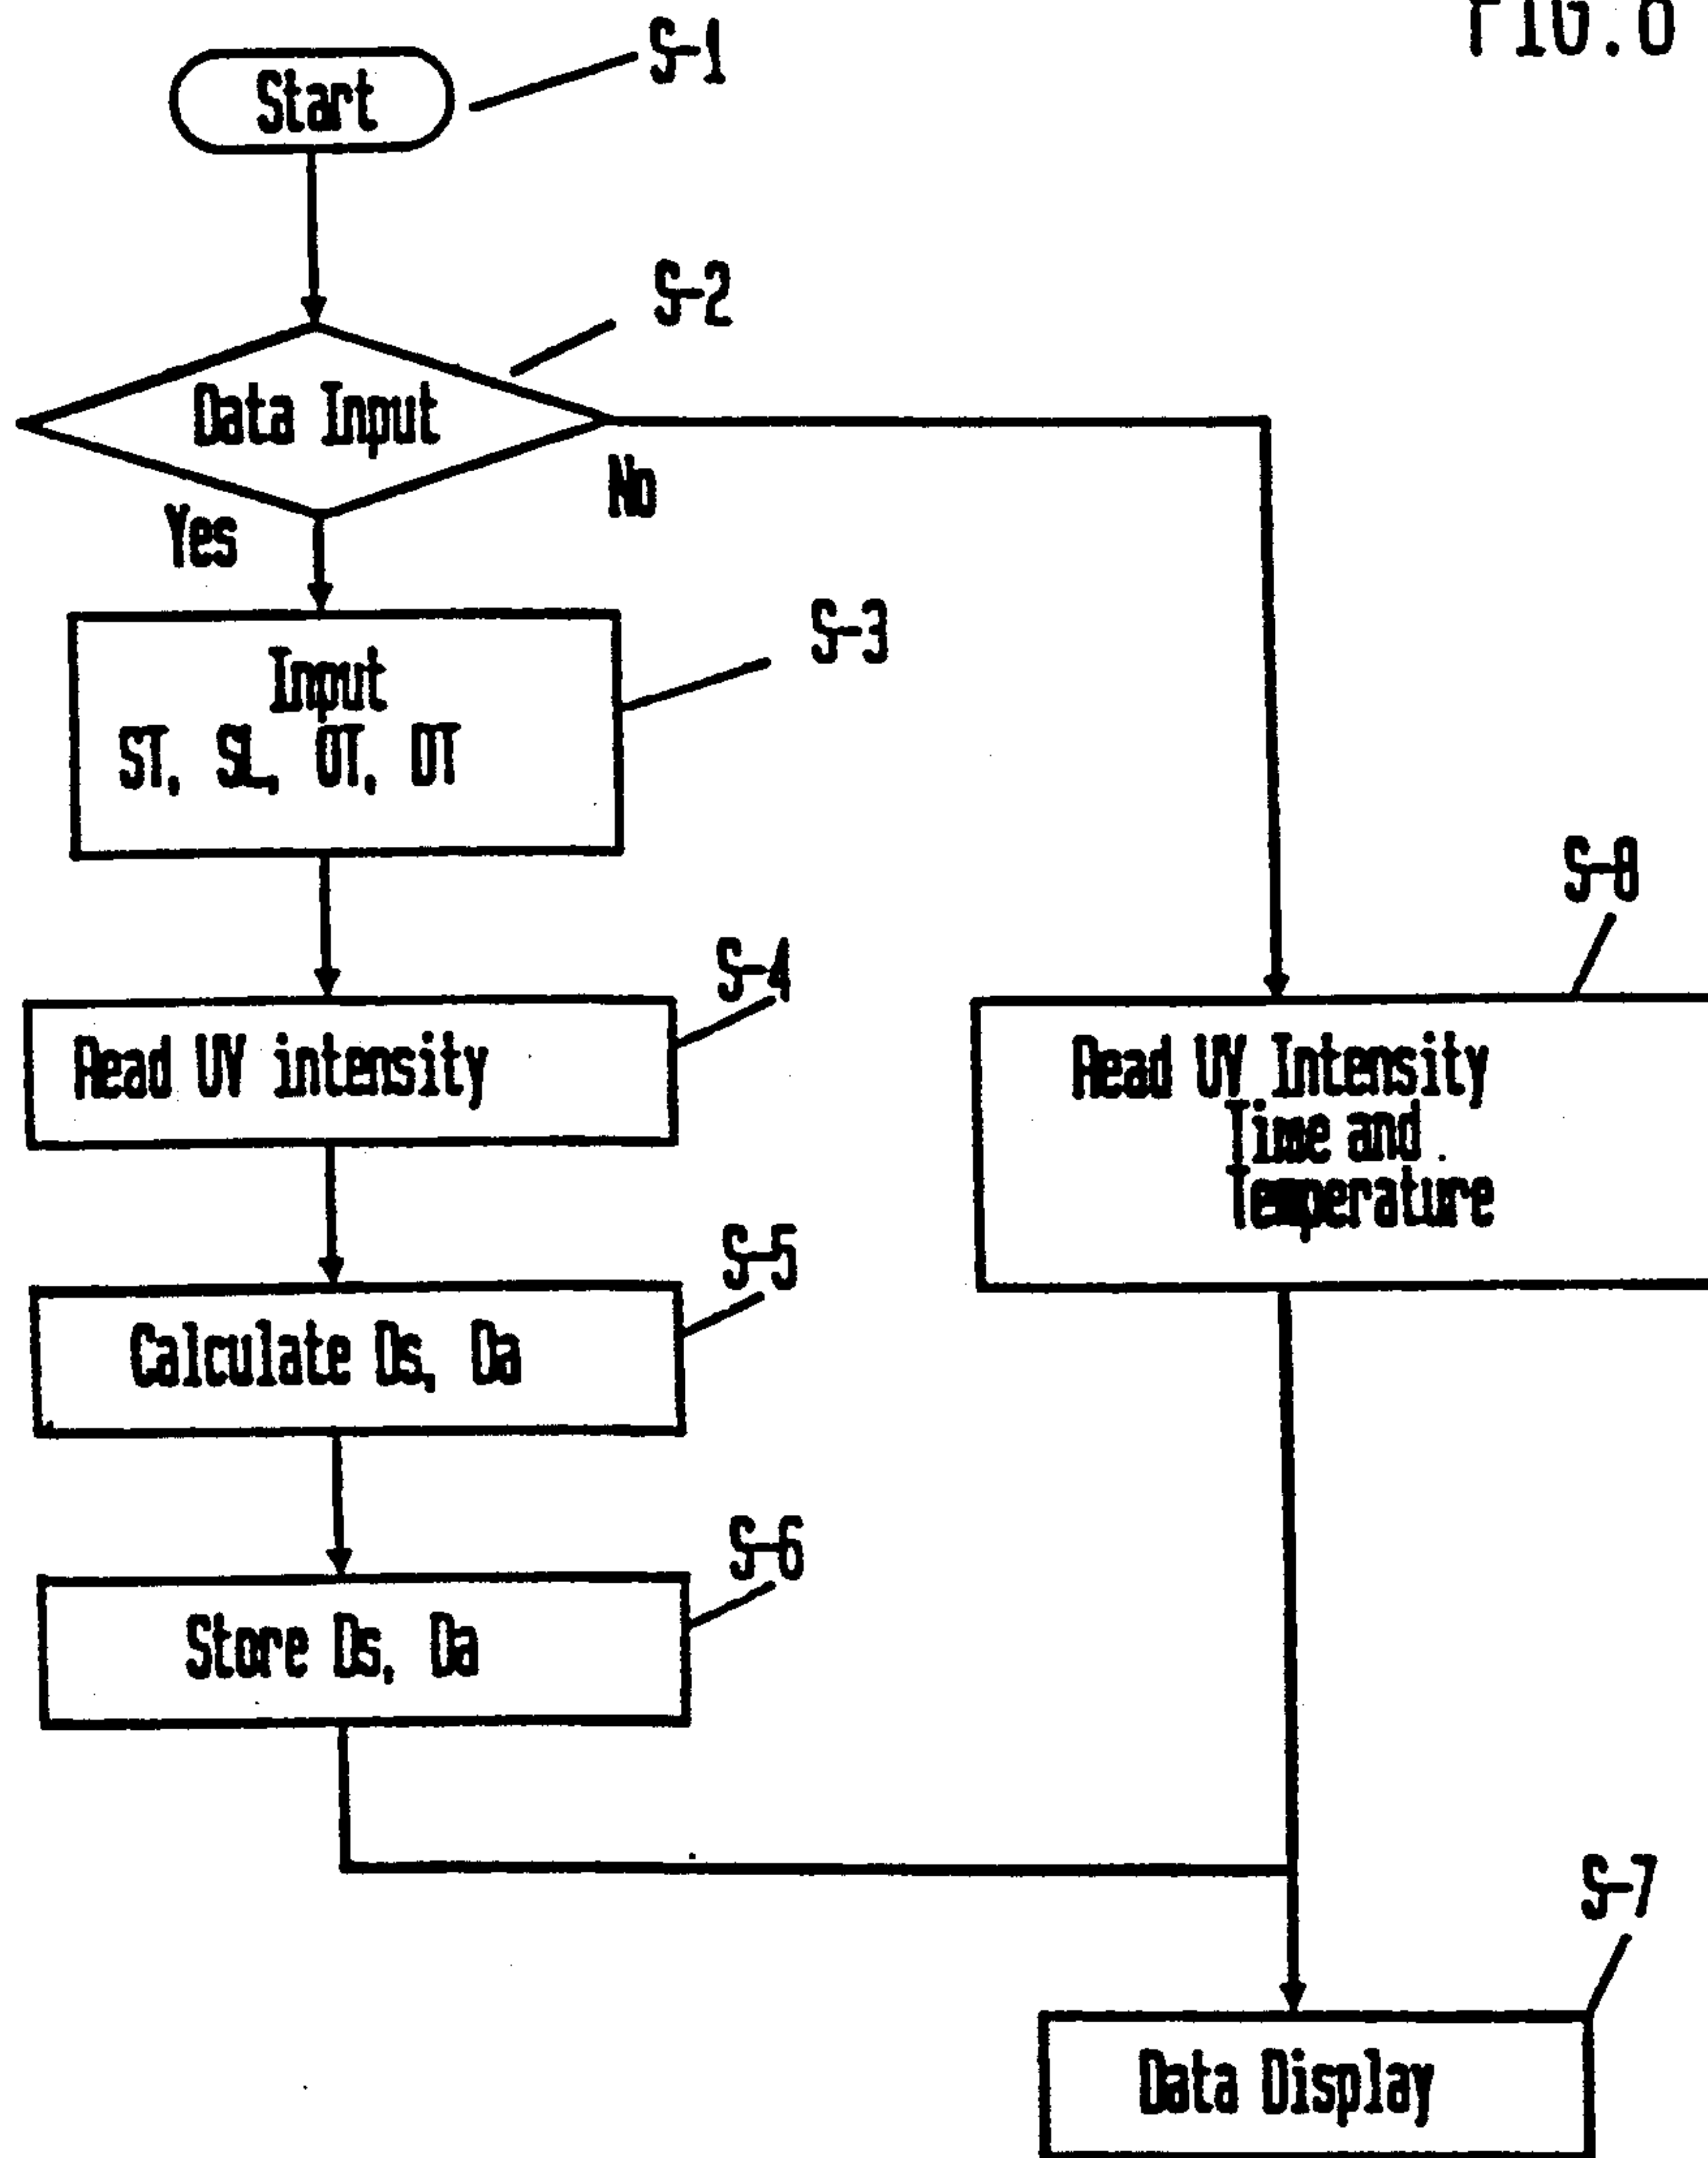 FIG.
S-1
Start
S-2
Data Input
No
Yes
S-3
Input
ST, SL, OT, DT
S-8
S-4
Read UV intensity
Read UV Intensity
Time and
Temperature
S-5
Calculate Ds, Da
S-6
Store Ds, Da
S-7
Data Display